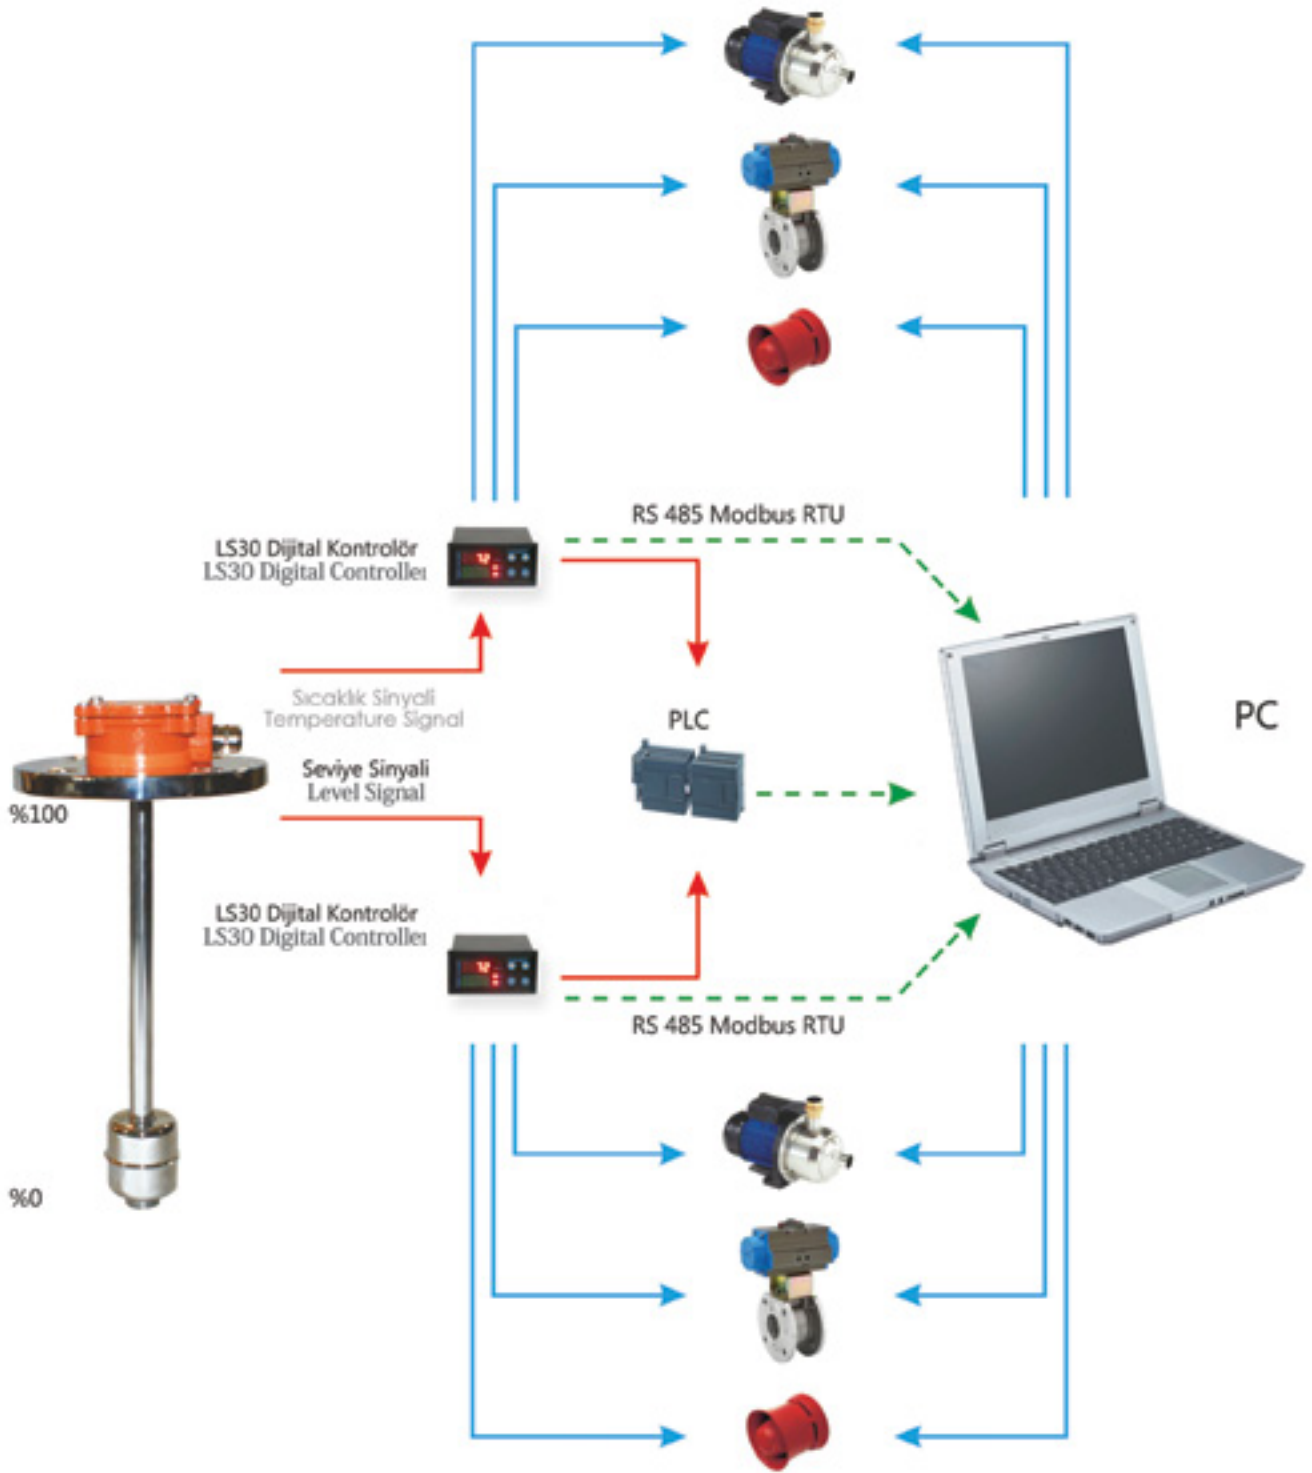 RS 485 Modbus RTU
LS30 Dijital Kontrolör
LS30 Digital Controller
Sıcaklık Sinyali
Temperature Signal
PLC
PC
Seviye Sinyali
Level Signal
%100
LS30 Dijital Kontrolör
LS30 Digital Controller
RS 485 Modbus RTU
%0